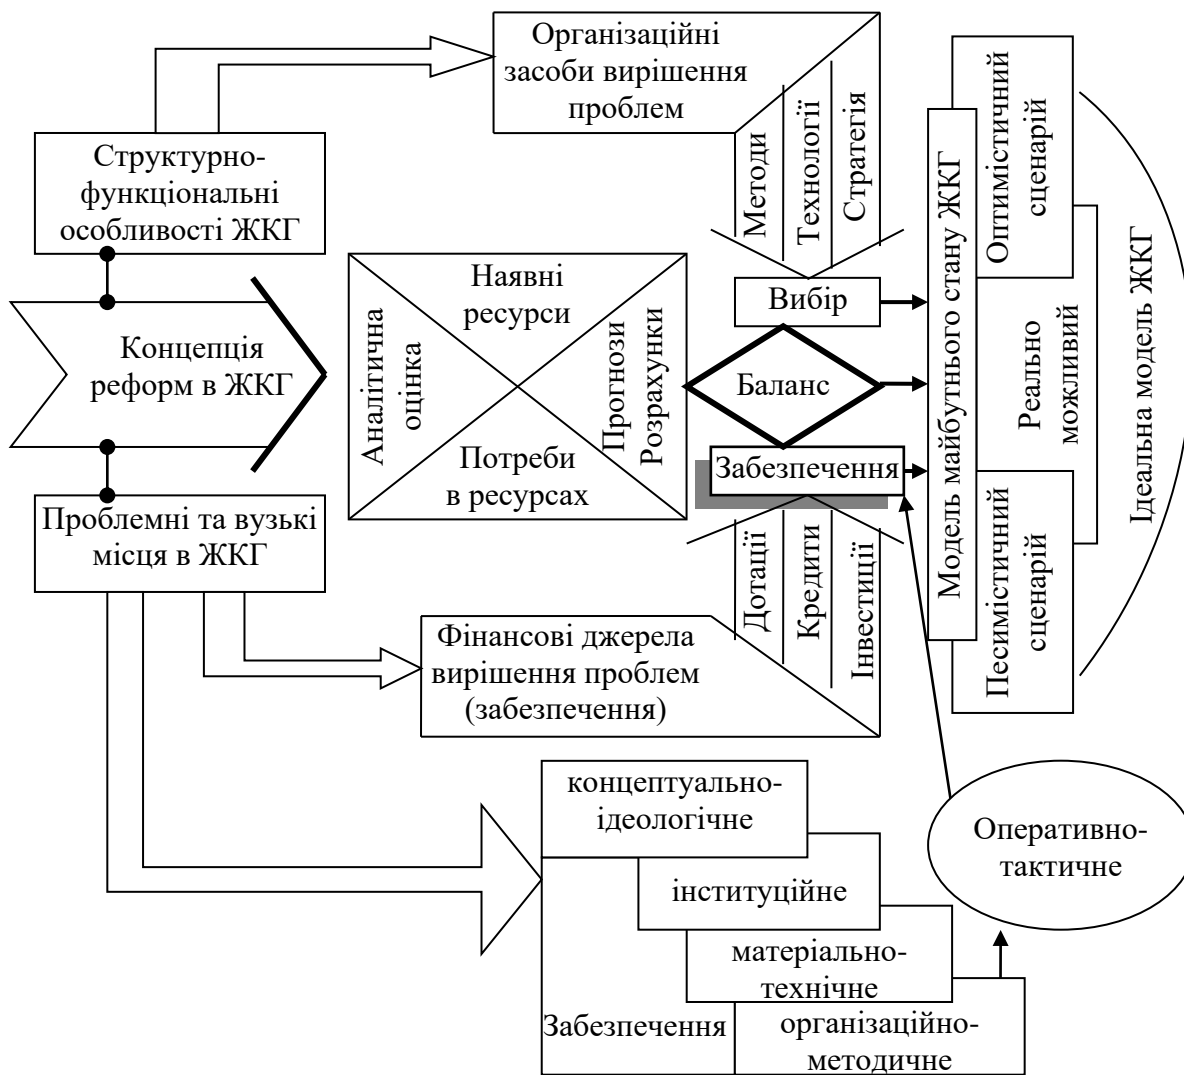 Організаційні
засоби вирішення
проблем
Структурно-
функціональні
особливості ЖКГ
Методи
Технології
Стратегія
Концепція
реформ в ЖКГ
Аналітична
оцінка
Наявні
ресурси
Прогнози
Розрахунки
Потреби
в ресурсах
Вибір
Баланс
Забезпечення
Модель майбутнього стану ЖКГ
Оптимістичний
сценарій
Реально
можливий
Песимістичний
сценарій
Ідеальна модель ЖКГ
Проблемні та вузькі
місця в ЖКГ
Дотації
Кредити
Інвестиції
Фінансові джерела
вирішення проблем
(забезпечення)
концептуально-
ідеологічне
інституційне
матеріально-
технічне
Забезпечення
організаційно-
методичне
Оперативно-
тактичне